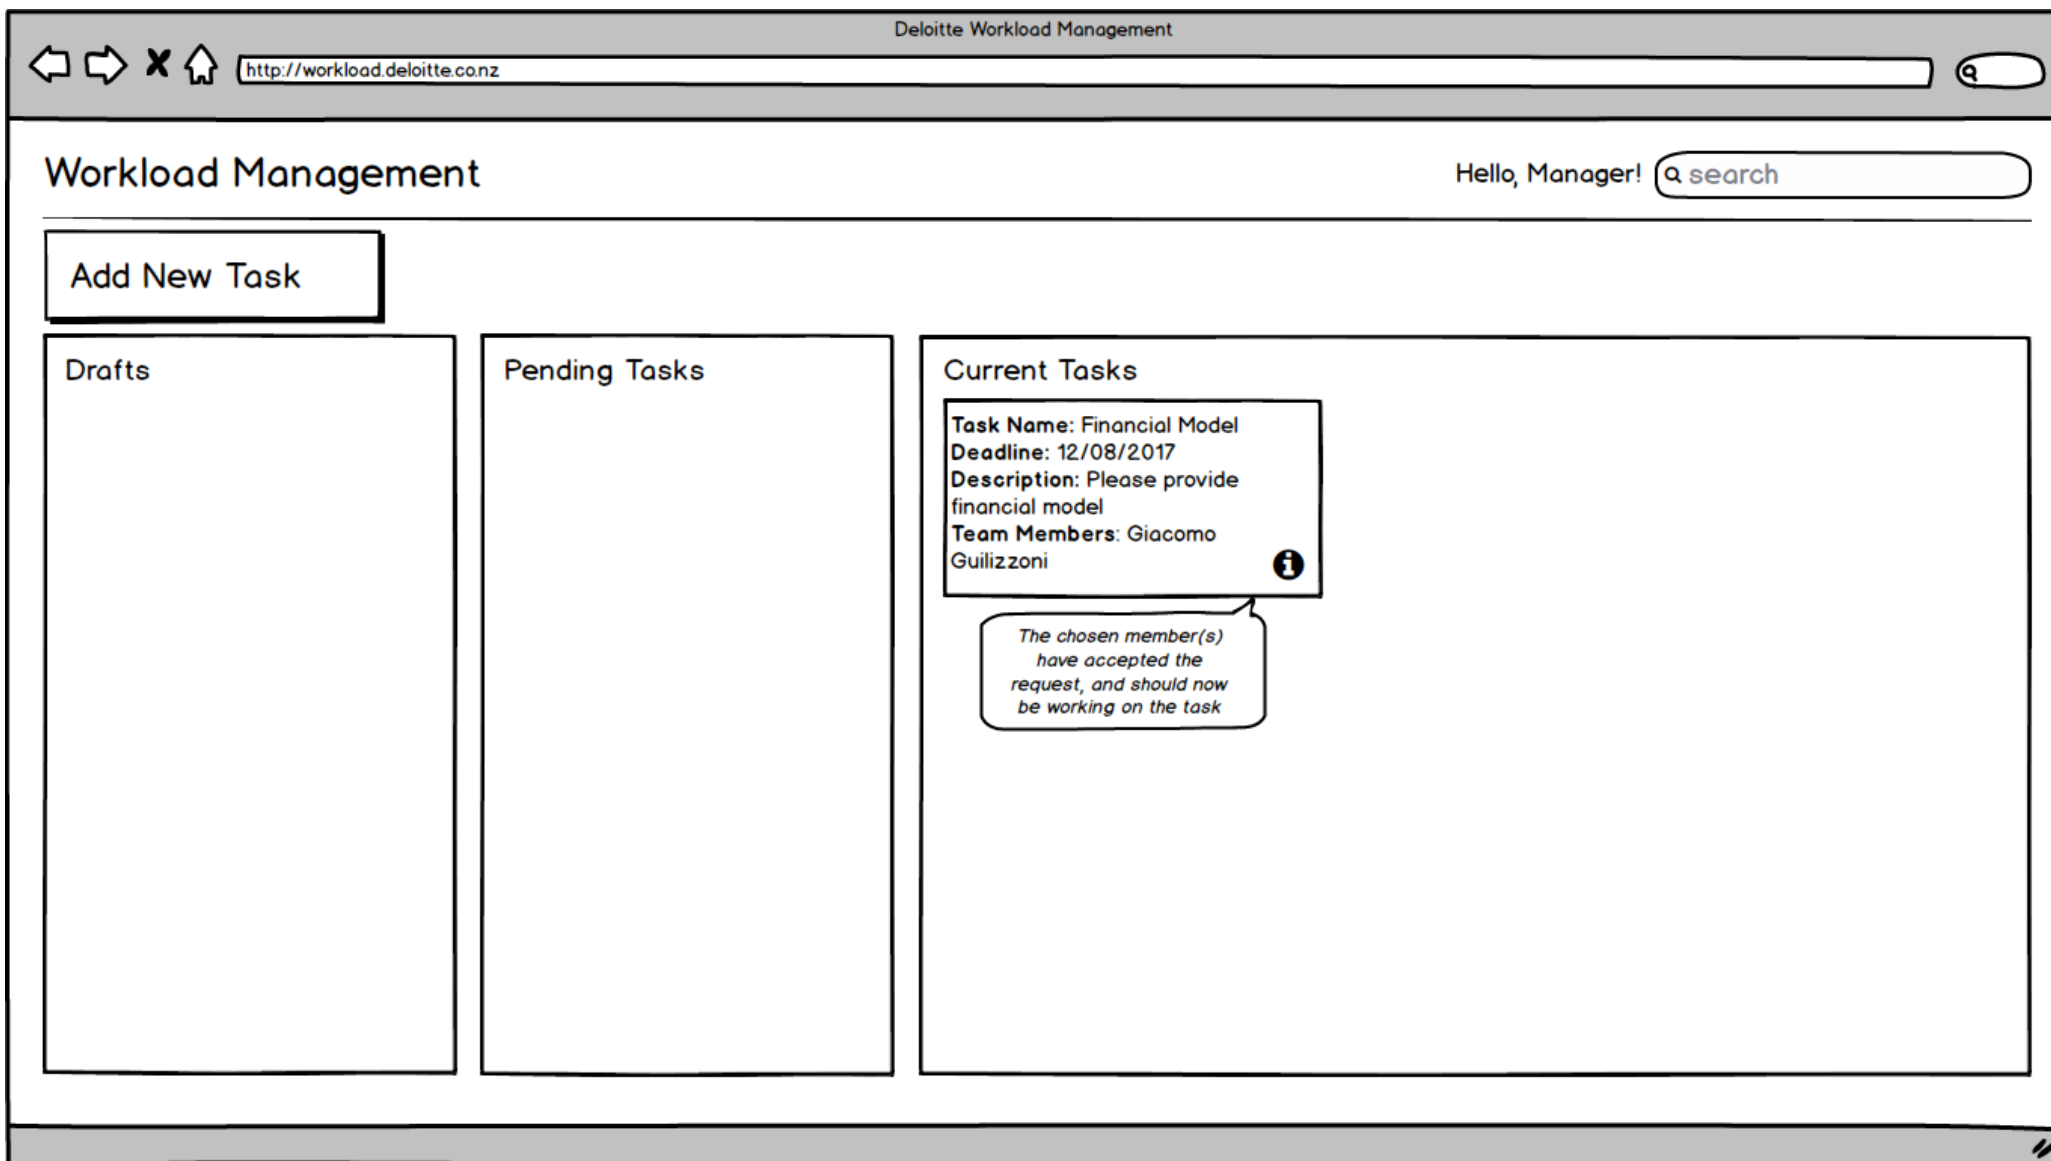 Deloitte Workload Management
http://workload.deloitte.co.nz
Workload Management
Hello, Manager!
search
Add New Task
Drafts
Pending Tasks
Current Tasks
Task Name: Financial Model
Deadline: 12/08/2017
Description: Please provide
financial model
Team Members: Giacomo
Guilizzoni
The chosen member(s)
have accepted the
request, and should now
be working on the task